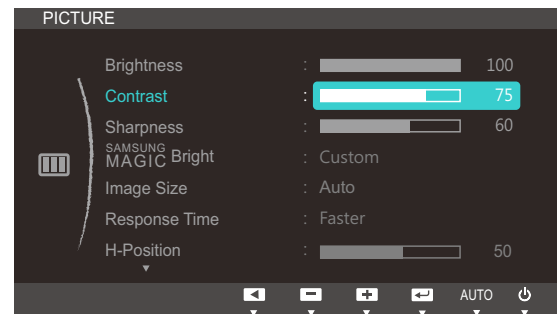 PICTURE
Brightness : 100
Contrast : 75
Sharpness : 60
SAMSUNG
MAGIC Bright : Custom
Image Size : Auto
Response Time : Faster
H-Position : 50
AUTO